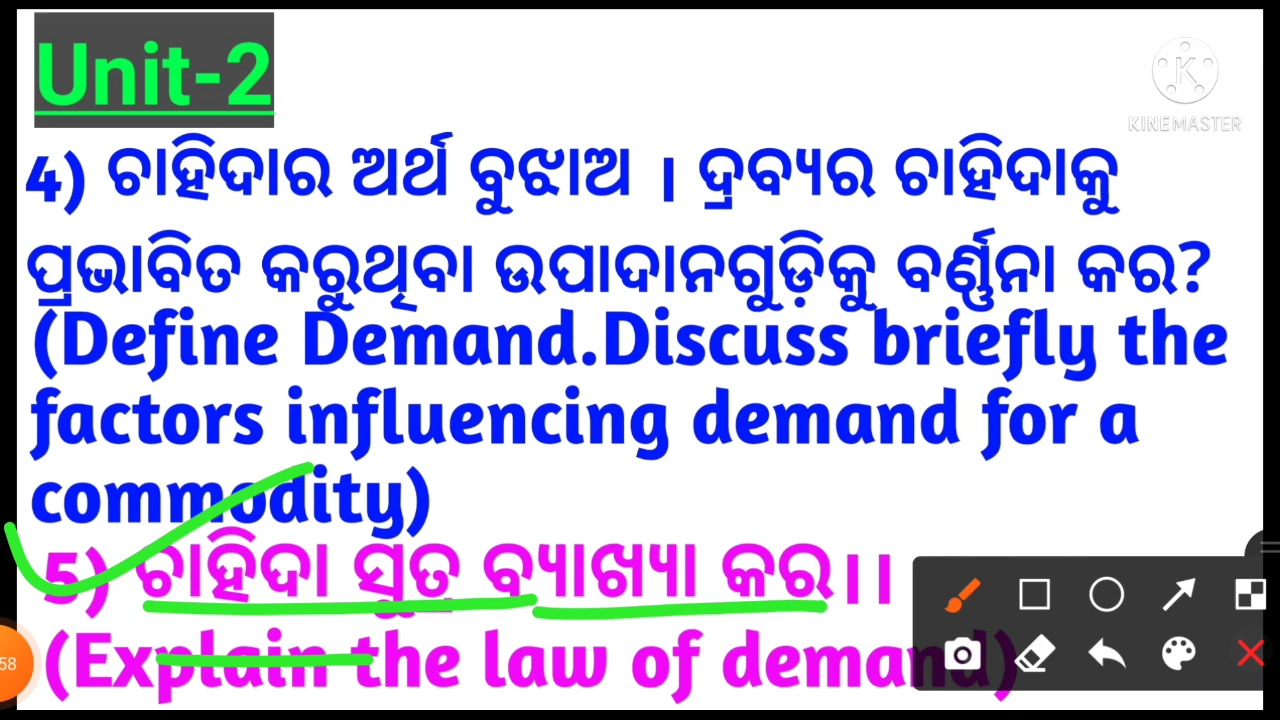 Unit-2
KINEMASTER
4) ଚାହିଦାର ଅର୍ଥ ବୁଝାଅ । ଦ୍ରବ୍ୟର ଚାହିଦାକୁ
ପ୍ରଭାବିତ କରୁଥିବା ଉପାଦାନଗୁଡ଼ିକୁ ବର୍ଣ୍ଣନା କର?
(Define Demand.Discuss briefly the
factors influencing demand for a
commodity)
5) ଚାହିଦା ସୁତ୍ର ବ୍ୟାଖ୍ୟା କର।।
(Explain the law of demand)
58